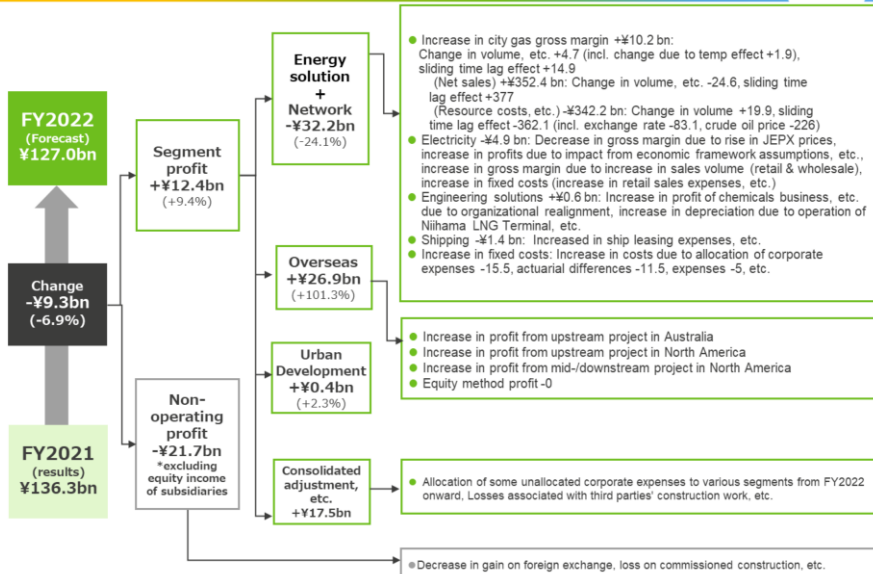 FY2022
(Forecast)
¥127.0bn
Change
-¥9.3bn
(-6.9%)
FY2021
(results)
¥136.3bn
Segment
profit
+¥12.4bn
(+9.4%)
Non-
operating
profit
-¥21.7bn
*excluding
equity income
of subsidiaries
Energy
solution
+
Network
-¥32.2bn
(-24.1%)
Overseas
+¥26.9bn
(+101.3%)
Urban
Development
+¥0.4bn
(+2.3%)
Consolidated
adjustment,
etc.
+¥17.5bn
● Increase in city gas gross margin +¥10.2 bn:
Change in volume, etc. +4.7 (incl. change due to temp effect +1.9),
sliding time lag effect +14.9
(Net sales) +¥352.4 bn: Change in volume, etc. -24.6, sliding time
lag effect +377
(Resource costs, etc.) -¥342.2 bn: Change in volume +19.9, sliding
time lag effect -362.1 (incl. exchange rate -83.1, crude oil price -226)
● Electricity -¥4.9 bn: Decrease in gross margin due to rise in JEPX prices,
increase in profits due to impact from economic framework assumptions, etc.,
increase in gross margin due to increase in sales volume (retail & wholesale),
increase in fixed costs (increase in retail sales expenses, etc.)
● Engineering solutions +¥0.6 bn: Increase in profit of chemicals business, etc.
due to organizational realignment, increase in depreciation due to operation of
Niihama LNG Terminal, etc.
● Shipping -¥1.4 bn: Increased in ship leasing expenses, etc.
● Increase in fixed costs: Increase in costs due to allocation of corporate
expenses -15.5, actuarial differences -11.5, expenses -5, etc.
● Increase in profit from upstream project in Australia
● Increase in profit from upstream project in North America
● Increase in profit from mid-/downstream project in North America
● Equity method profit -0
● Allocation of some unallocated corporate expenses to various segments from FY2022
onward, Losses associated with third parties' construction work, etc.
● Decrease in gain on foreign exchange, loss on commissioned construction, etc.